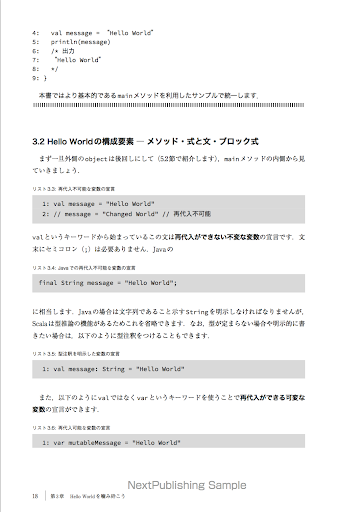 4:   val message = "Hello World"
5:   println(message)
6:   /* 出力
7:    "Hello World"
8:   */
9: }
本書ではより基本的であるmainメソッドを利用したサンプルで統一します。
3.2 Hello Worldの構成要素 ― メソッド・式と文・ブロック式
まず一旦外側のobjectは後回しにして（5.2節で紹介します）、mainメソッドの内側から見
ていきましょう。
リスト3.3: 再代入不可能な変数の宣言
1: val message = "Hello World"
2: // message = "Changed World" // 再代入不可能
valというキーワードから始まっているこの文は再代入ができない不変な変数の宣言です。文
末にセミコロン（;）は必要ありません。Javaの
リスト3.4: Javaでの再代入不可能な変数の宣言
final String message = "Hello World";
に相当します。Javaの場合は文字列であること示すStringを明示しなければなりませんが、
Scalaは型推論の機能があるためこれを省略できます。なお、型が定まらない場合や明示的に書
きたい場合は、以下のように型注釈をつけることもできます。
リスト3.5: 型注釈を明示した変数の宣言
1: val message: String = "Hello World"
また、以下のようにvalではなくvarというキーワードを使うことで再代入ができる可変な
変数の宣言ができます。
リスト3.6: 再代入可能な変数の宣言
1: var mutableMessage = "Hello World"
NextPublishing Sample
18 | 第3章 Hello Worldを噛み砕こう